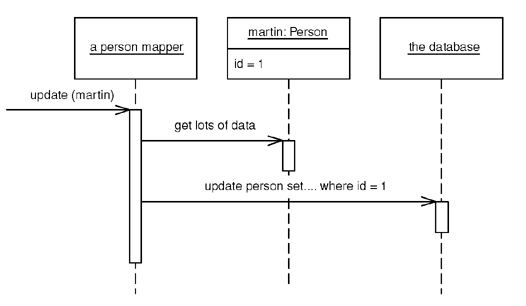 a person mapper
martin: Person
id = 1
the database
update (martin)
get lots of data
update person set.... where id = 1